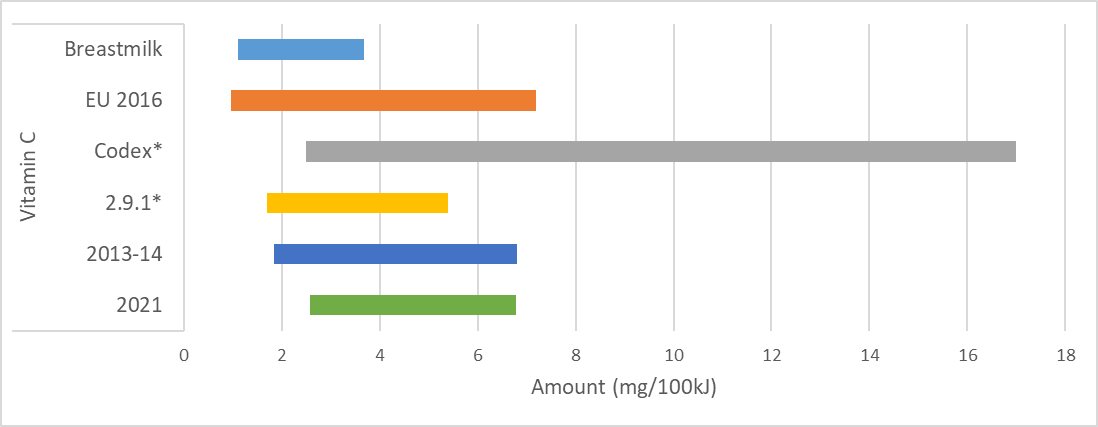 Vitamin C
Breastmilk
EU 2016
Codex*
2.9.1*
2013-14
2021
0 2 4 6 8 10 12 14 16 18
Amount (mg/100kJ)